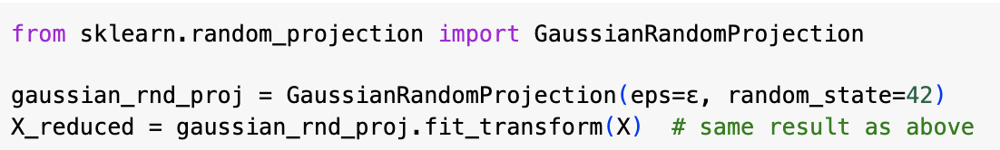 from sklearn.random_projection import GaussianRandomProjection
gaussian_rnd_proj = GaussianRandomProjection(eps=ε, random_state=42)
X_reduced = gaussian_rnd_proj.fit_transform(X)  # same result as above